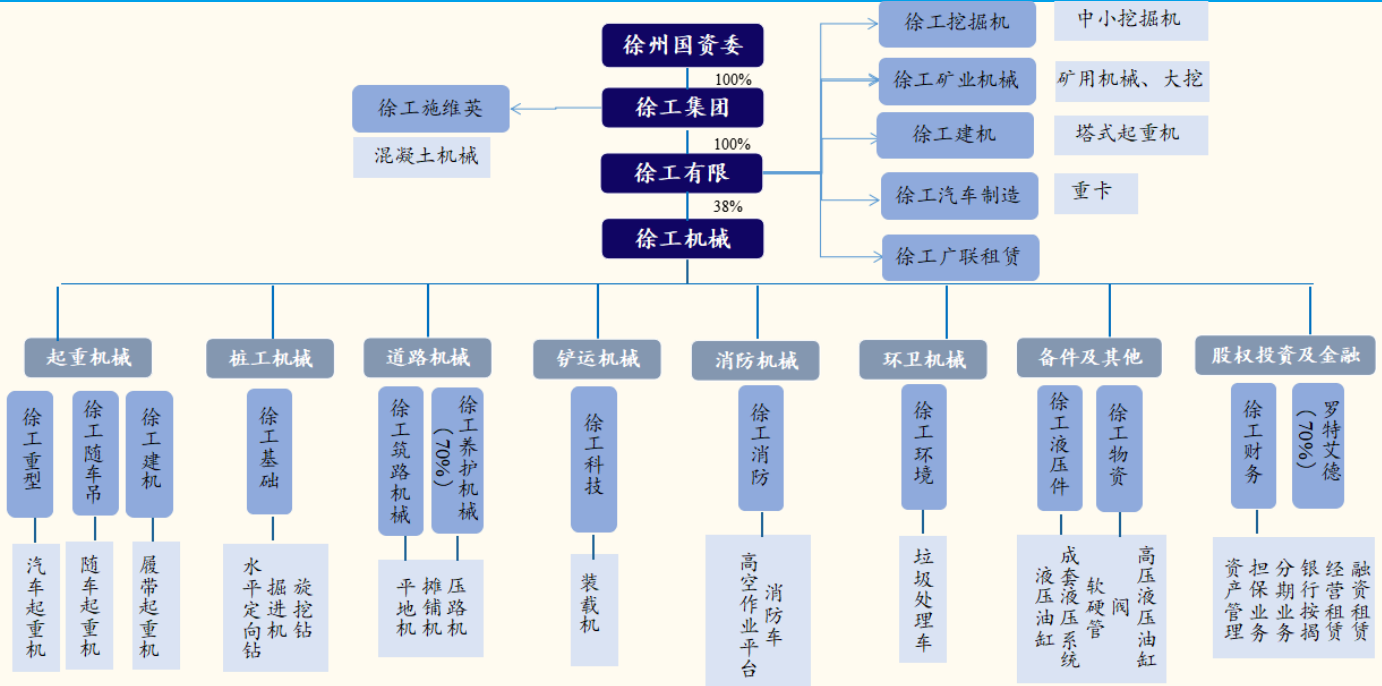 徐州国资委
100%
徐工集团
100%
徐工有限
38%
徐工机械
徐工施维英
混凝土机械
徐工挖掘机
中小挖掘机
徐工矿业机械
矿用机械、大挖
徐工建机
塔式起重机
徐工汽车制造
重卡
徐工广联租赁
起重机械
徐工重型
汽车起重机
徐工随车吊
随车起重机
徐工建机
履带起重机
桩工机械
徐工基础
水平定向钻
掘进机
旋挖钻
道路机械
徐工筑路机械
徐工养护机械
(70%)
平地机
摊铺机
压路机
铲运机械
徐工科技
装载机
消防机械
徐工消防
高空作业平台
消防车
环卫机械
徐工环境
垃圾处理车
备件及其他
徐工液压件
徐工物资
液压油缸
成套液压系统
软硬管
阀
高压液压油缸
股权投资及金融
徐工财务
罗特艾德
(70%)
资产管理
担保业务
分期业务
银行按揭
经营租赁
融资租赁